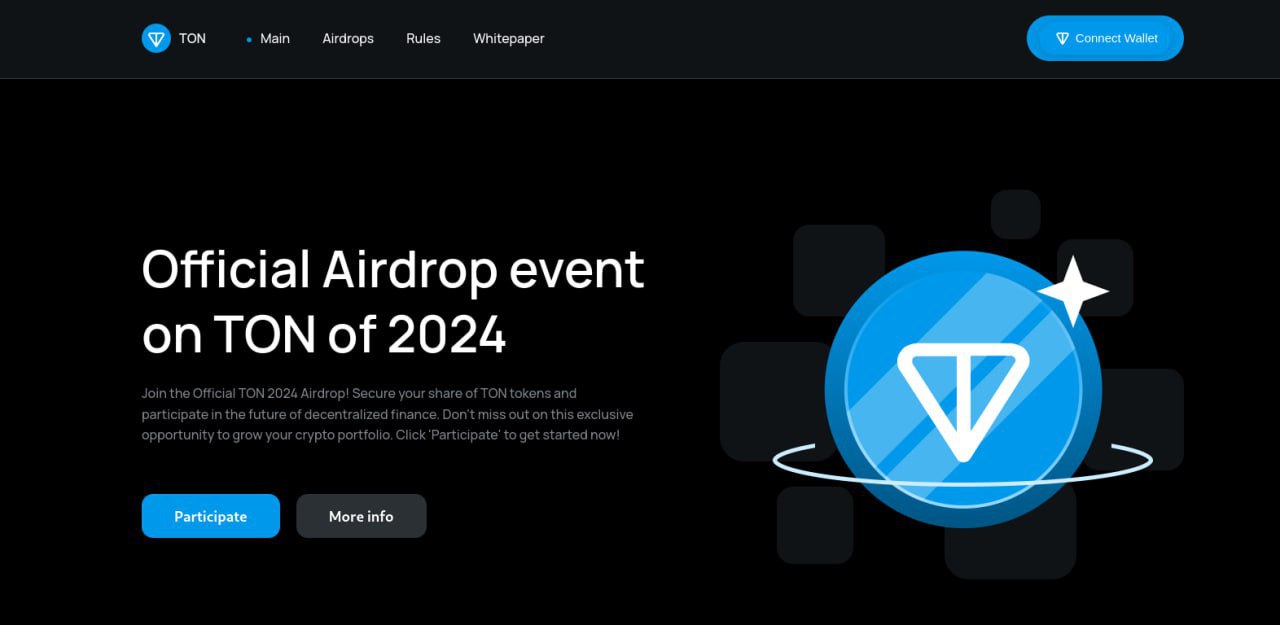 TON
Main
Airdrops
Rules
Whitepaper
Connect Wallet
Official Airdrop event
on TON of 2024
Join the Official TON 2024 Airdrop! Secure your share of TON tokens and
participate in the future of decentralized finance. Don't miss out on this exclusive
opportunity to grow your crypto portfolio. Click 'Participate' to get started now!
Participate
More info